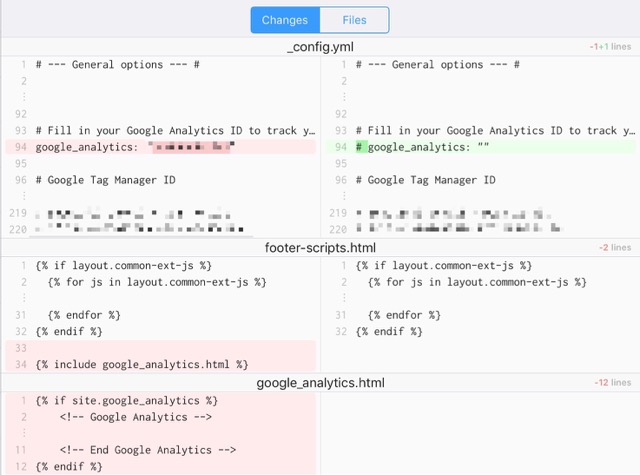 Changes Files
_config.yml -1+1 lines
1 # --- General options --- # 1 # --- General options --- #
2 2
⋮ ⋮
92 92
93 # Fill in your Google Analytics ID to track y… 93 # Fill in your Google Analytics ID to track y…
94 google_analytics: " 94 # google_analytics: ""
95 95
96 # Google Tag Manager ID 96 # Google Tag Manager ID
⋮ ⋮
219 219
220 220
footer-scripts.html -2 lines
1 {% if layout.common-ext-js %} 1 {% if layout.common-ext-js %}
2 {% for js in layout.common-ext-js %} 2 {% for js in layout.common-ext-js %}
⋮ ⋮
31 {% endfor %} 31 {% endfor %}
32 {% endif %} 32 {% endif %}
33
34 {% include google_analytics.html %}
google_analytics.html -12 lines
1 {% if site.google_analytics %}
2 <!-- Google Analytics -->
⋮
11 <!-- End Google Analytics -->
12 {% endif %}